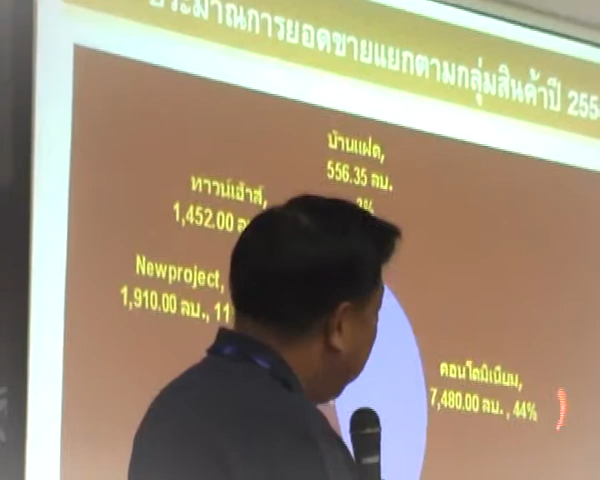 ประมาณการยอดขายแยกตามกลุ่มสินค้าปี 255
บ้านแฝด,
556.35 ลบ.
3%
ทาวน์เฮ้าส์,
1,452.00
Newproject,
1,910.00 ลบ., 11
คอนโดมิเนียม,
7,480.00 ลบ. , 44%